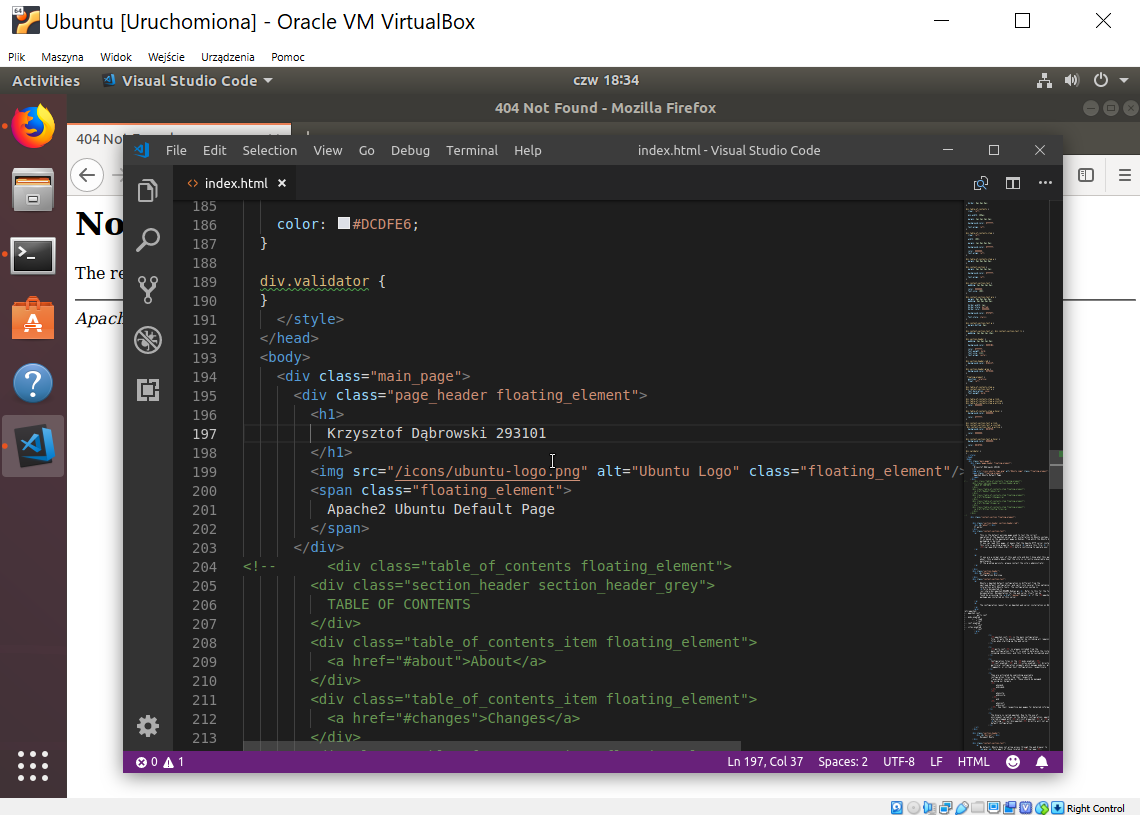 Ubuntu [Uruchomiona] - Oracle VM VirtualBox
Plik Maszyna Widok Wejście Urządzenia Pomoc
Activities Visual Studio Code czw 18:34
404 Not Found - Mozilla Firefox
404 Not
File Edit Selection View Go Debug Terminal Help index.html - Visual Studio Code
index.html
No
The re
Apach
185
186 color: #DCDFE6;
187 }
188
189 div.validator {
190 }
191 </style>
192 </head>
193 <body>
194 <div class="main_page">
195 <div class="page_header floating_element">
196 <h1>
197 Krzysztof Dąbrowski 293101
198 </h1>
199 <img src="/icons/ubuntu-logo.png" alt="Ubuntu Logo" class="floating_element"/>
200 <span class="floating_element">
201 Apache2 Ubuntu Default Page
202 </span>
203 </div>
204 <!-- <div class="table_of_contents floating_element">
205 <div class="section_header section_header_grey">
206 TABLE OF CONTENTS
207 </div>
208 <div class="table_of_contents_item floating_element">
209 <a href="#about">About</a>
210 </div>
211 <div class="table_of_contents_item floating_element">
212 <a href="#changes">Changes</a>
213 </div>
0 1 Ln 197, Col 37 Spaces: 2 UTF-8 LF HTML
Right Control